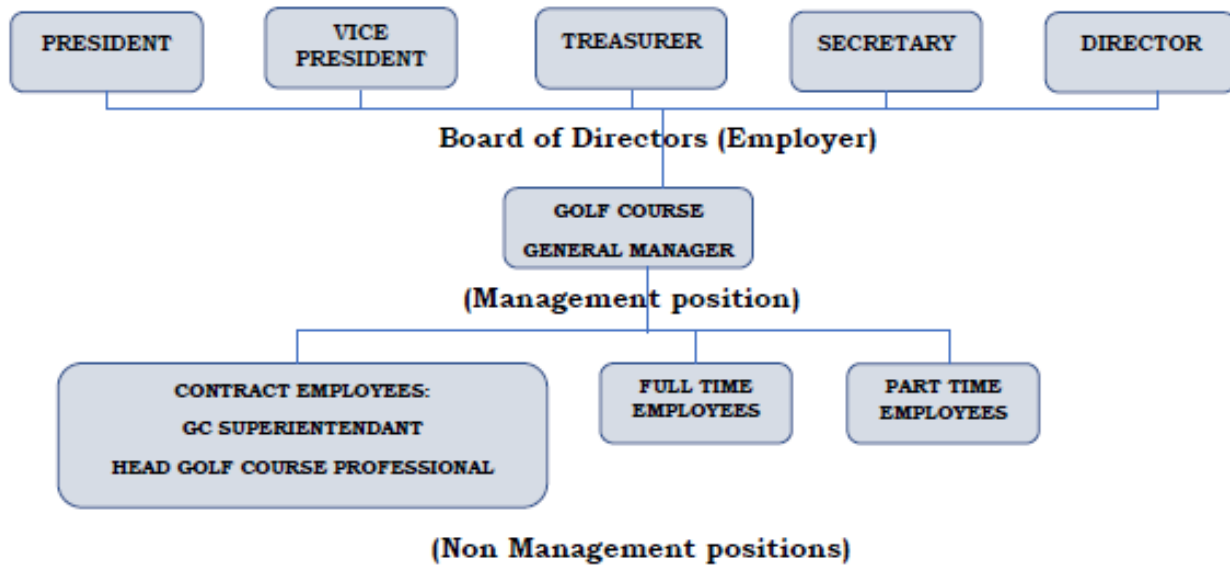 PRESIDENT
VICE
PRESIDENT
TREASURER
SECRETARY
DIRECTOR
Board of Directors (Employer)
GOLF COURSE
GENERAL MANAGER
(Management position)
CONTRACT EMPLOYEES:
GC SUPERIENTENDANT
HEAD GOLF COURSE PROFESSIONAL
FULL TIME
EMPLOYEES
PART TIME
EMPLOYEES
(Non Management positions)